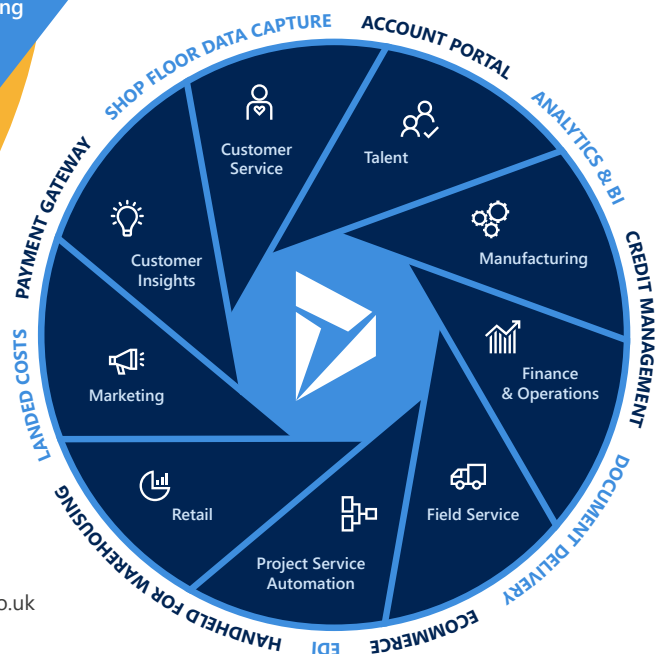 ng
SHOP FLOOR DATA CAPTURE
ACCOUNT PORTAL
ANALYTICS & BI
CREDIT MANAGEMENT
DOCUMENT DELIVERY
ECOMMERCE
EDI
HANDHELD FOR WAREHOUSING
LANDED COSTS
PAYMENT GATEWAY
Customer
Service
Talent
Manufacturing
Finance
& Operations
Field Service
Project Service
Automation
Retail
Marketing
Customer
Insights
o.uk